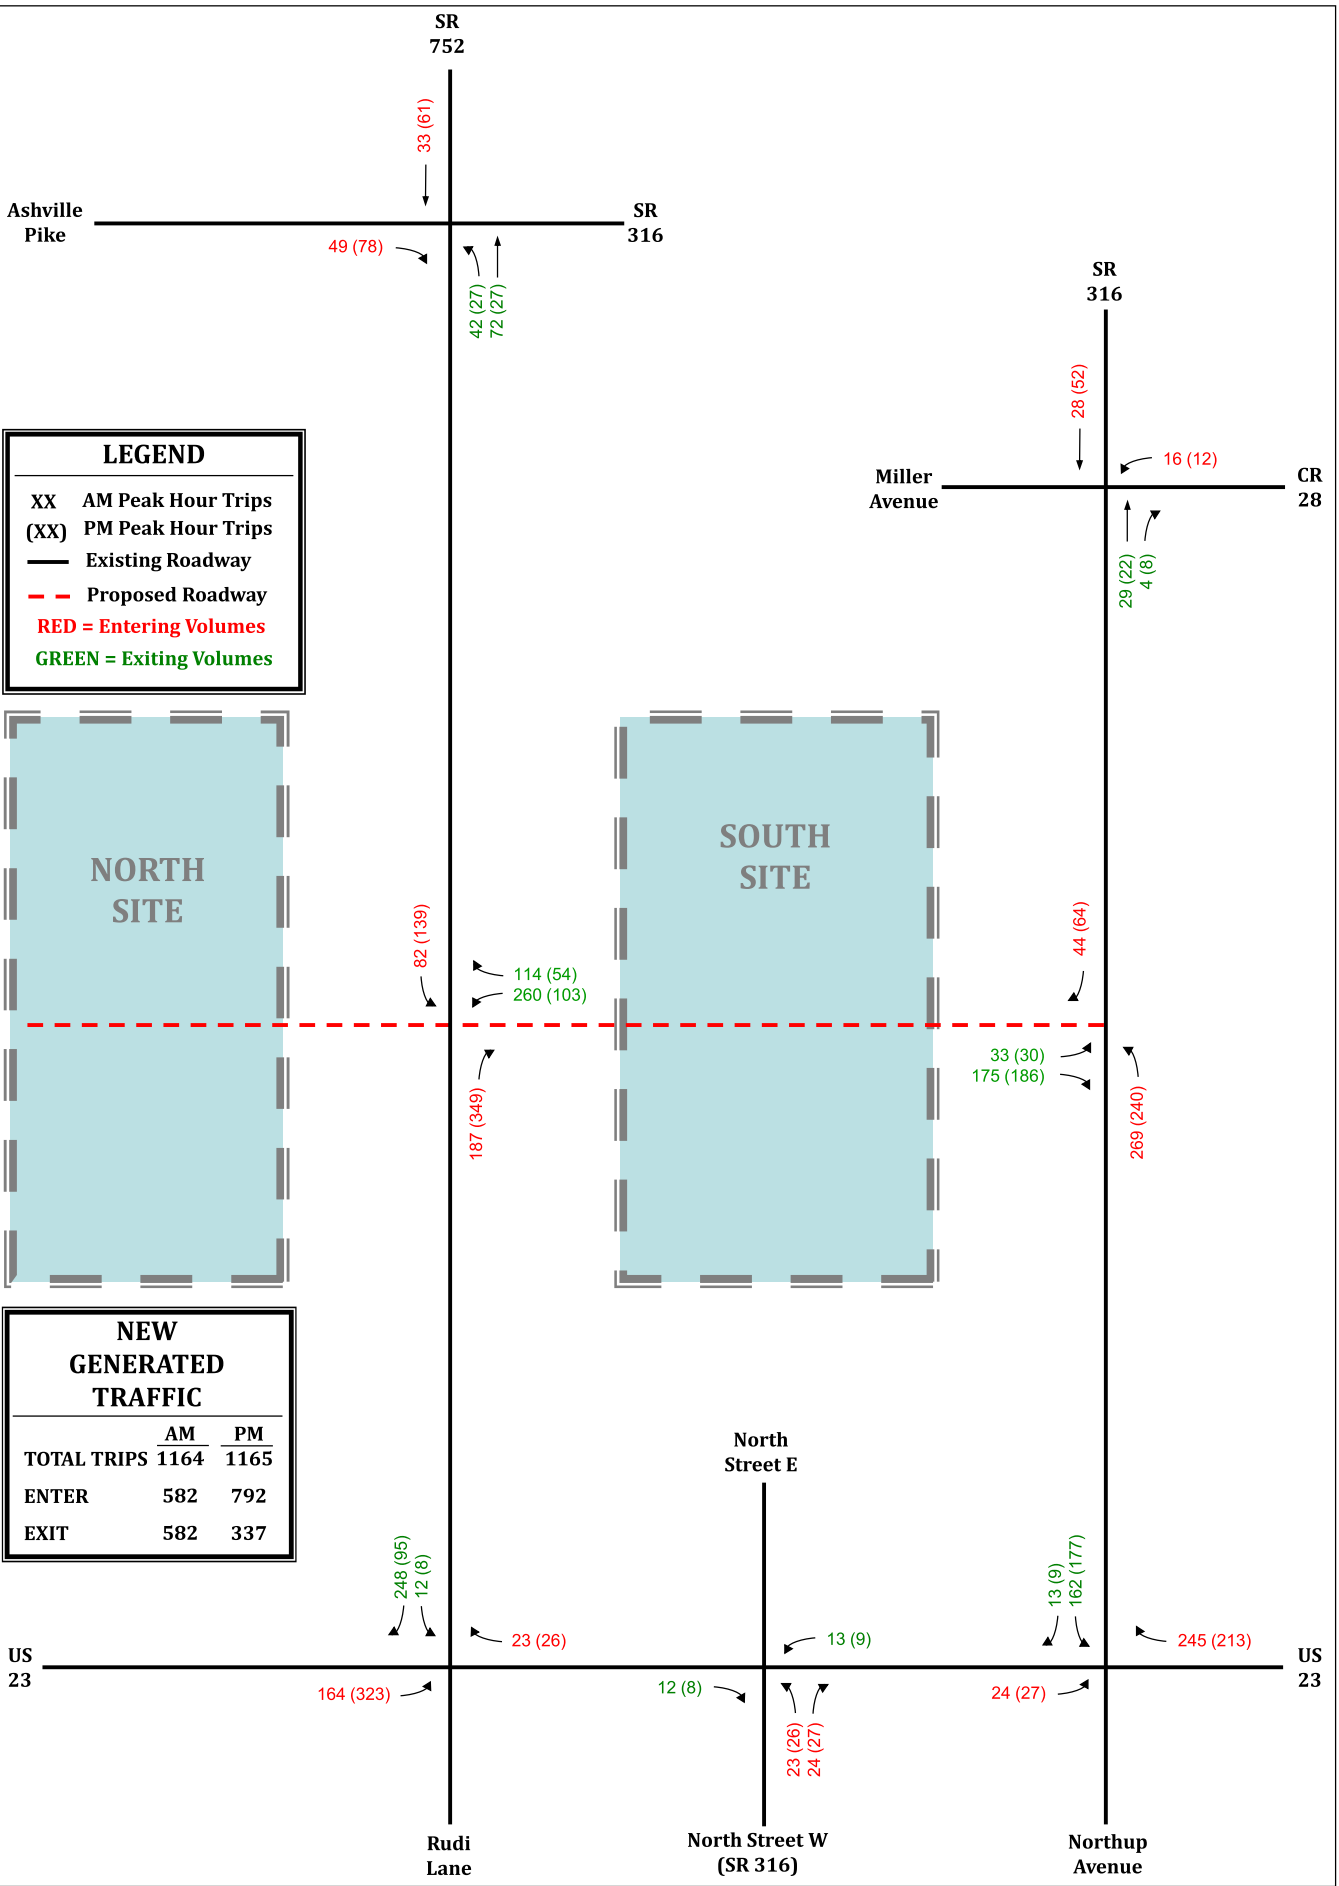 SR
752
33 (61)
Ashville
Pike
SR
316
49 (78)
42 (27)
72 (27)
SR
316
28 (52)
16 (12)
Miller
Avenue
CR
28
29 (22)
4 (8)
LEGEND
XX AM Peak Hour Trips
(XX) PM Peak Hour Trips
Existing Roadway
Proposed Roadway
RED = Entering Volumes
GREEN = Exiting Volumes
NORTH
SITE
SOUTH
SITE
82 (139)
114 (54)
260 (103)
187 (349)
44 (64)
33 (30)
175 (186)
269 (240)
NEW
GENERATED
TRAFFIC
AM PM
TOTAL TRIPS 1164 1165
ENTER 582 792
EXIT 582 337
North
Street E
248 (95)
12 (8)
23 (26)
US
23
164 (323)
13 (9)
12 (8)
23 (26)
24 (27)
13 (9)
162 (177)
245 (213)
24 (27)
US
23
Rudi
Lane
North Street W
(SR 316)
Northup
Avenue